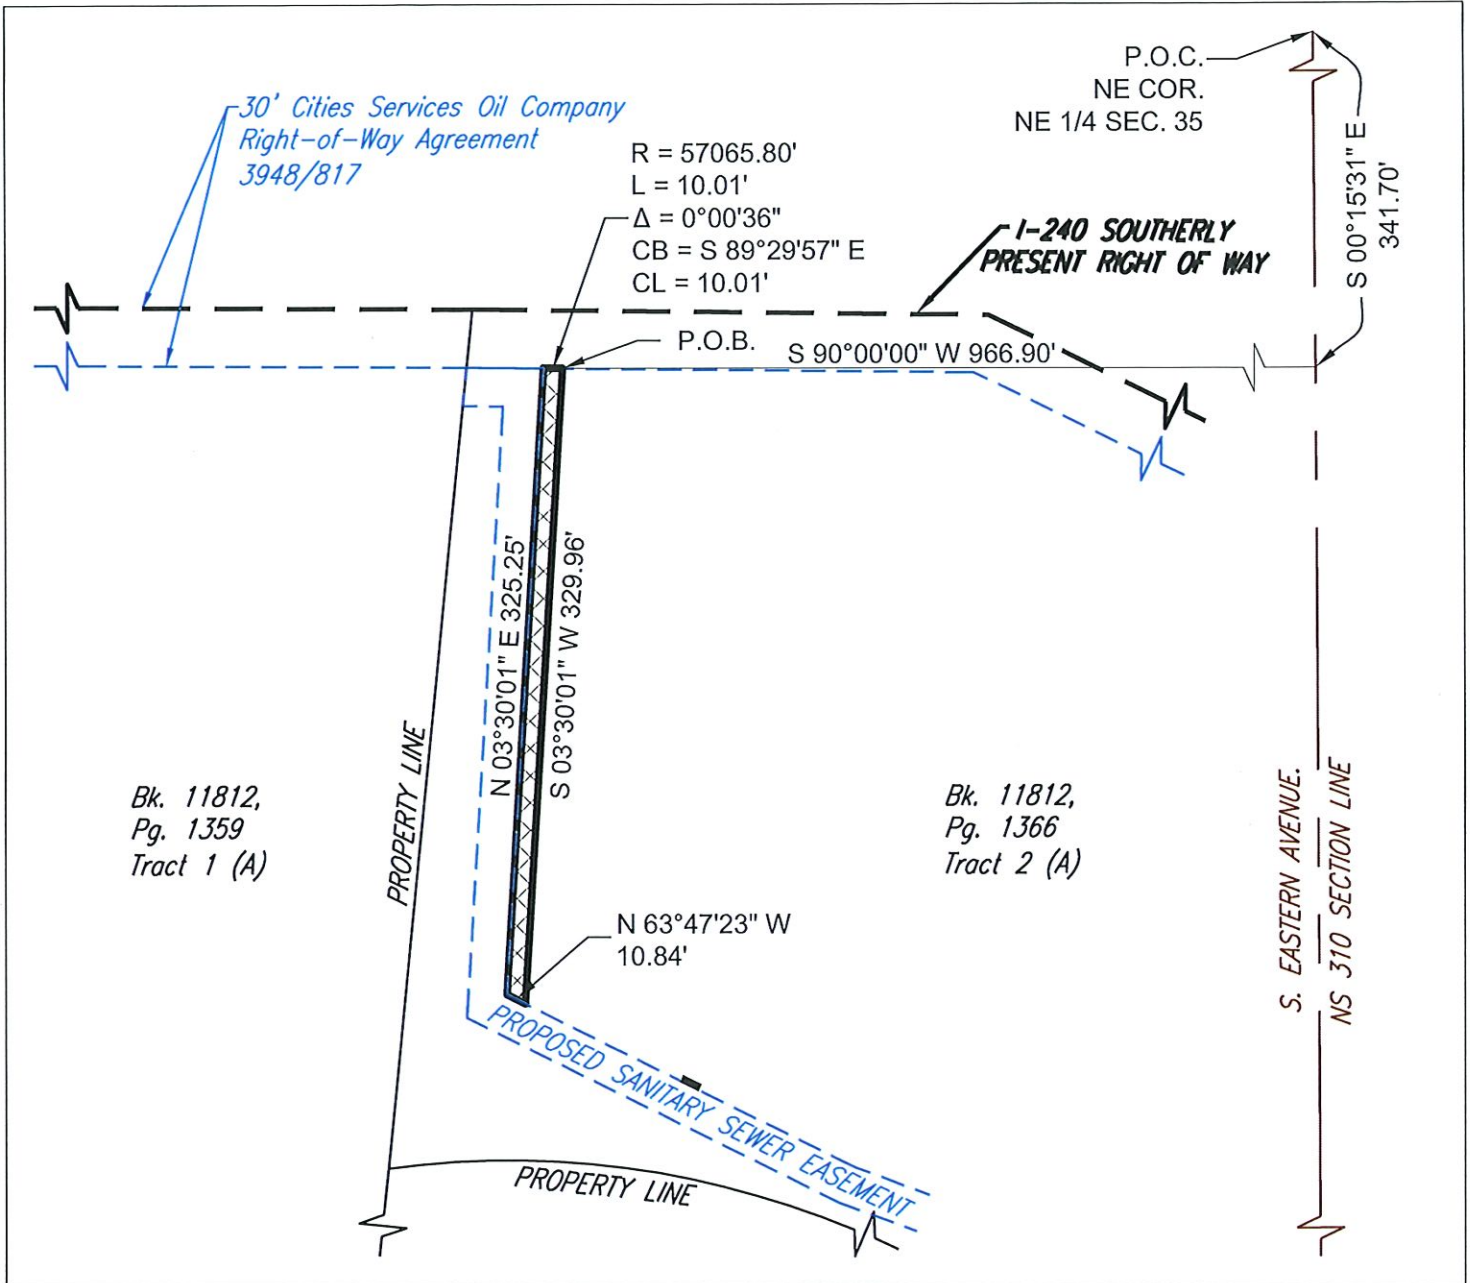 P.O.C.
NE COR.
NE 1/4 SEC. 35
30' Cities Services Oil Company
Right-of-Way Agreement
3948/817
R = 57065.80'
L = 10.01'
Δ = 0°00'36"
CB = S 89°29'57" E
CL = 10.01'
S 00°15'31" E
341.70'
I-240 SOUTHERLY
PRESENT RIGHT OF WAY
P.O.B.
S 90°00'00" W 966.90'
N 03°30'01" E 325.25'
S 03°30'01" W 329.96'
PROPERTY LINE
Bk. 11812,
Pg. 1359
Tract 1 (A)
Bk. 11812,
Pg. 1366
Tract 2 (A)
S. EASTERN AVENUE.
NS 310 SECTION LINE
N 63°47'23" W
10.84'
PROPOSED SANITARY SEWER EASEMENT
PROPERTY LINE